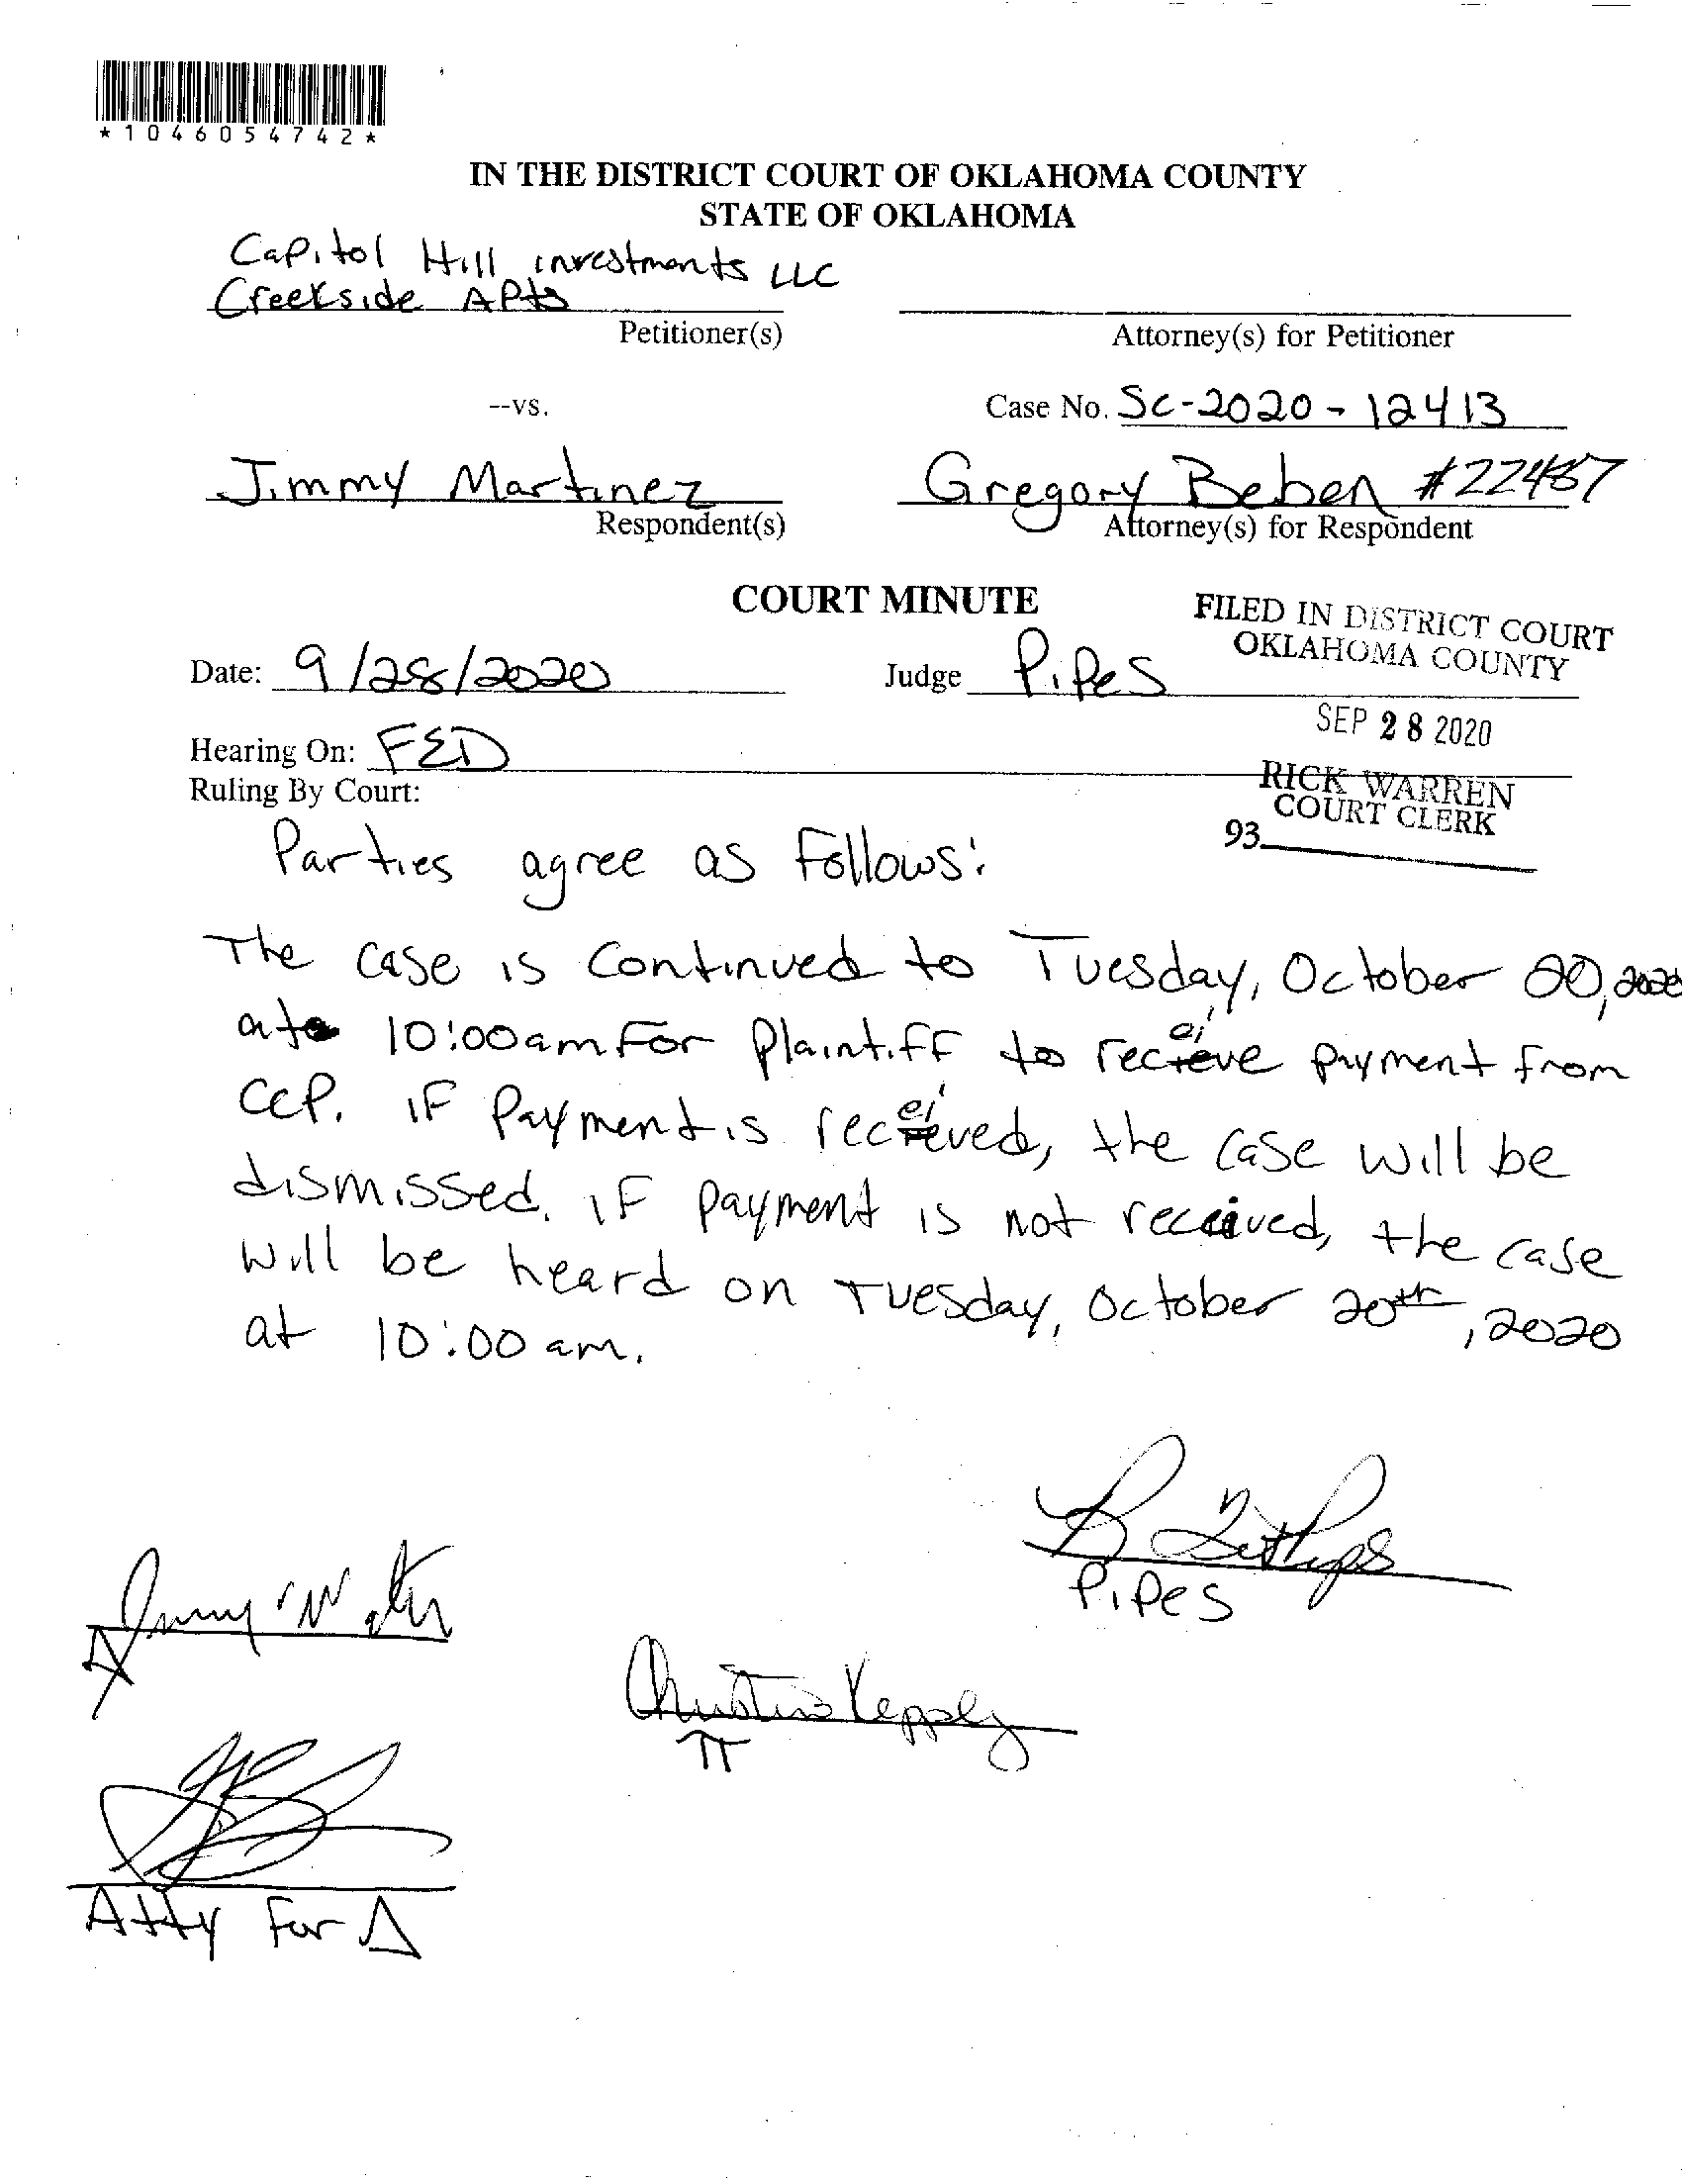 *1046054742*
IN THE DISTRICT COURT OF OKLAHOMA COUNTY
STATE OF OKLAHOMA
Capitol Hill investments LLC
Creekside Apts
Petitioner(s)
Attorney(s) for Petitioner
--vs.
Case No. SC-2020-12413
Jimmy Martinez
Respondent(s)
Gregory Beben #22487
Attorney(s) for Respondent
COURT MINUTE
FILED IN DISTRICT COURT
OKLAHOMA COUNTY
Date: 9/28/2020
Judge Pipes
SEP 28 2020
Hearing On: FED
RICK WARREN
COURT CLERK
93
Ruling By Court:
Parties agree as follows:
The case is continued to Tuesday, October 20, 2020
at 10:00am for Plaintiff to receive payment from
CCP. IF Payment is received, the case will be
dismissed. IF payment is not received, the case
will be heard on Tuesday, October 20th, 2020
at 10:00 am.
Pipes
Δ
π
Atty For Δ